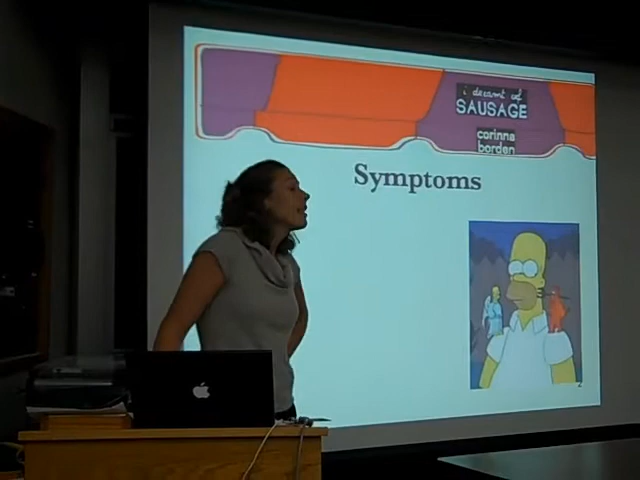 i dreamt of
SAUSAGE
corinna
borden
Symptoms